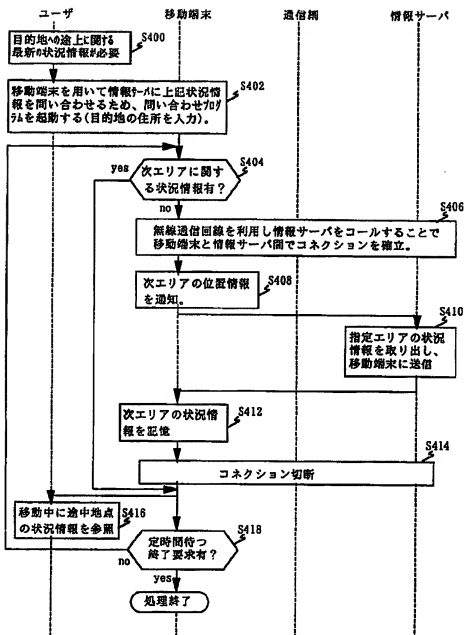 ユーザ
移動端末
通信網
情報サーバ
S400
目的地への途上に関する
最新の状況情報が必要
S402
移動端末を用いて情報サーバに上記状況情
報を問い合わせるため、問い合わせプログ
ラムを起動する(目的地の住所を入力)。
yes
S404
次エリアに関す
る状況情報有?
no
S406
無線通信回線を利用し情報サーバをコールすることで
移動端末と情報サーバ間でコネクションを確立。
S408
次エリアの位置情報
を通知。
S410
指定エリアの状況
情報を取り出し、
移動端末に送信
S412
次エリアの状況情
報を記憶
S414
コネクション切断
S416
移動中に途中地点
の状況情報を参照
S418
定時間待つ
終了要求有?
no
yes
処理終了